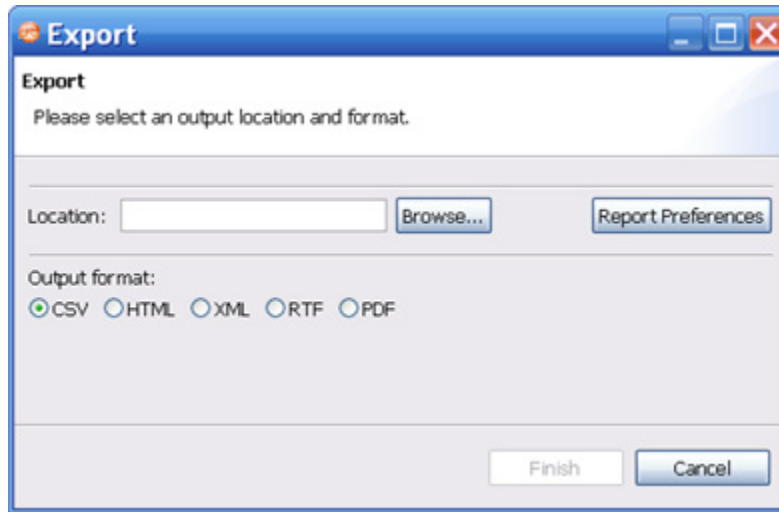 Export
Export
Please select an output location and format.
Location: Browse... Report Preferences
Output format:
CSV HTML XML RTF PDF
Finish Cancel